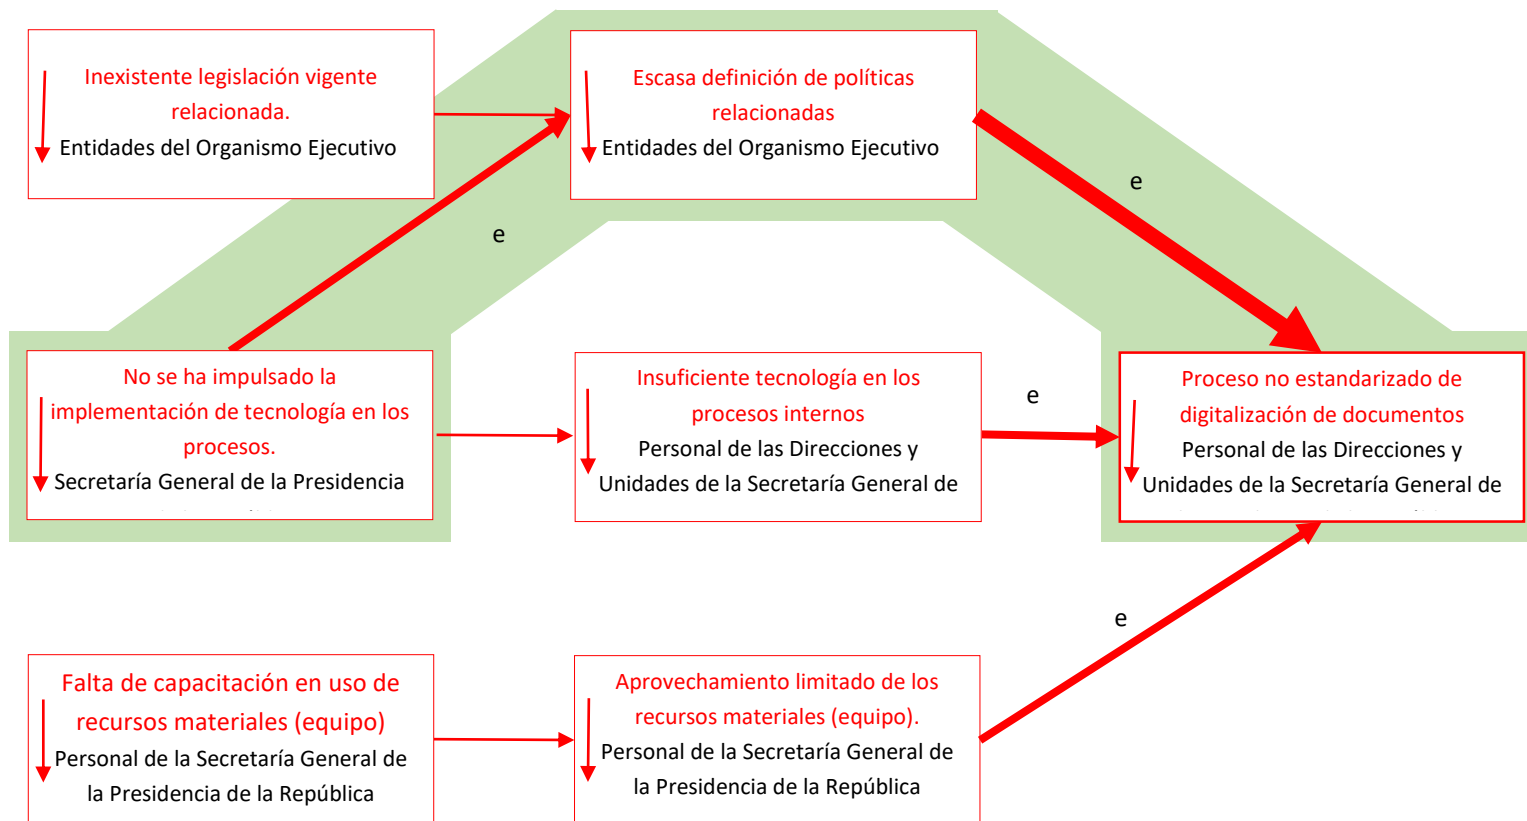 Inexistente legislación vigente
relacionada.
Entidades del Organismo Ejecutivo
Escasa definición de políticas
relacionadas
Entidades del Organismo Ejecutivo
e
e
No se ha impulsado la
implementación de tecnología en los
procesos.
Secretaría General de la Presidencia
Insuficiente tecnología en los
procesos internos
Personal de las Direcciones y
Unidades de la Secretaría General de
e
Proceso no estandarizado de
digitalización de documentos
Personal de las Direcciones y
Unidades de la Secretaría General de
e
Falta de capacitación en uso de
recursos materiales (equipo)
Personal de la Secretaría General de
la Presidencia de la República
Aprovechamiento limitado de los
recursos materiales (equipo).
Personal de la Secretaría General de
la Presidencia de la República